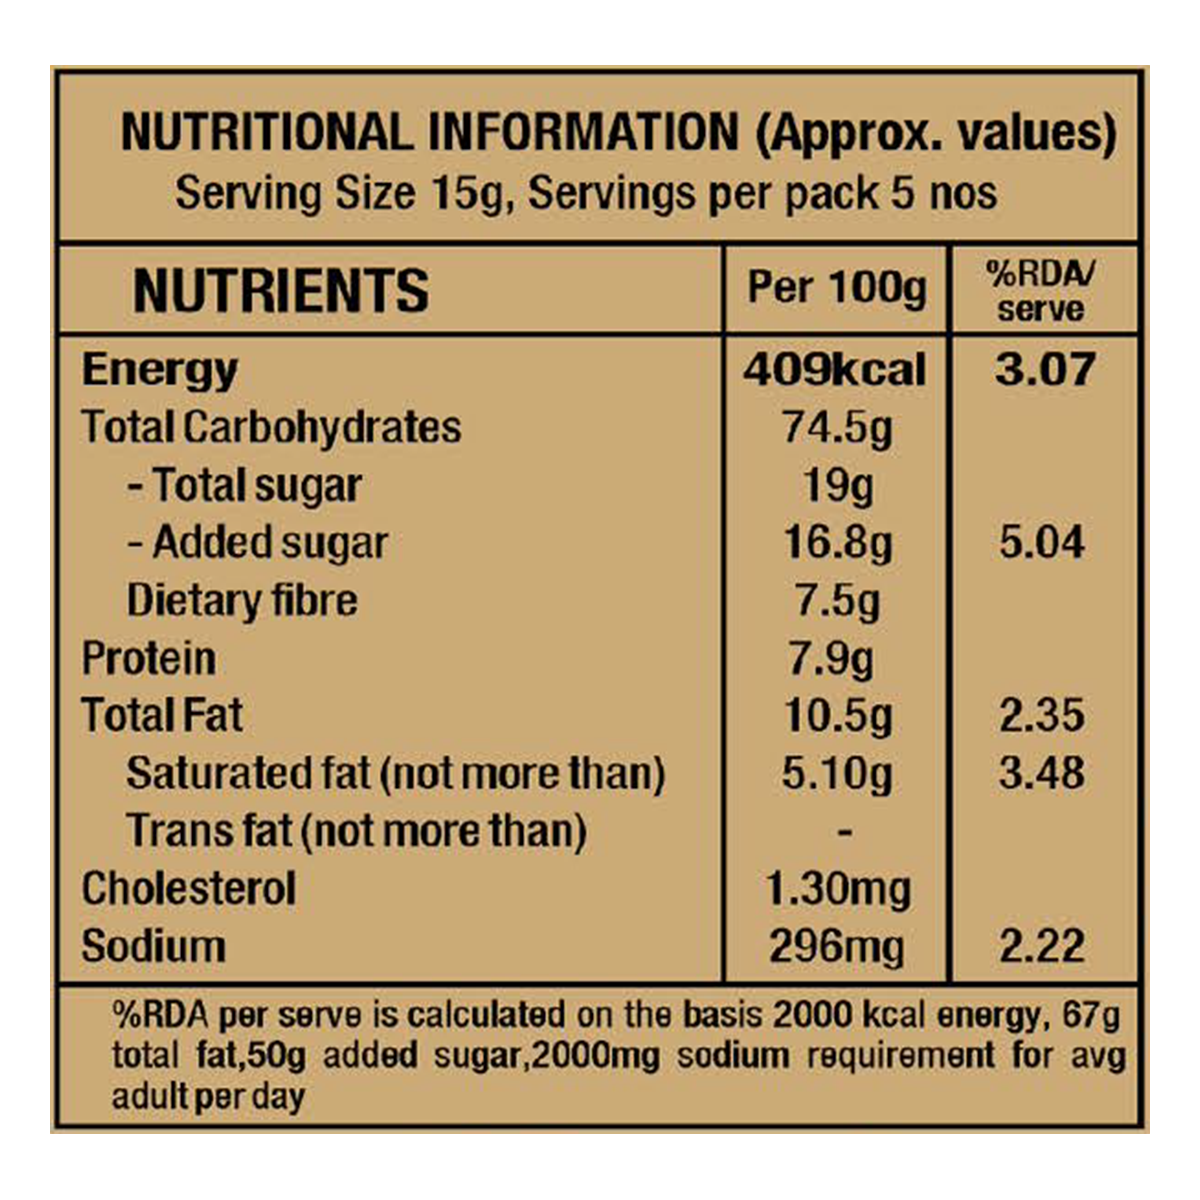 NUTRITIONAL INFORMATION (Approx. values)
Serving Size 15g, Servings per pack 5 nos
NUTRIENTS Per 100g %RDA/ serve
Energy 409kcal 3.07
Total Carbohydrates 74.5g
- Total sugar 19g
- Added sugar 16.8g 5.04
Dietary fibre 7.5g
Protein 7.9g
Total Fat 10.5g 2.35
Saturated fat (not more than) 5.10g 3.48
Trans fat (not more than) -
Cholesterol 1.30mg
Sodium 296mg 2.22
%RDA per serve is calculated on the basis 2000 kcal energy, 67g
total fat,50g added sugar,2000mg sodium requirement for avg
adult per day